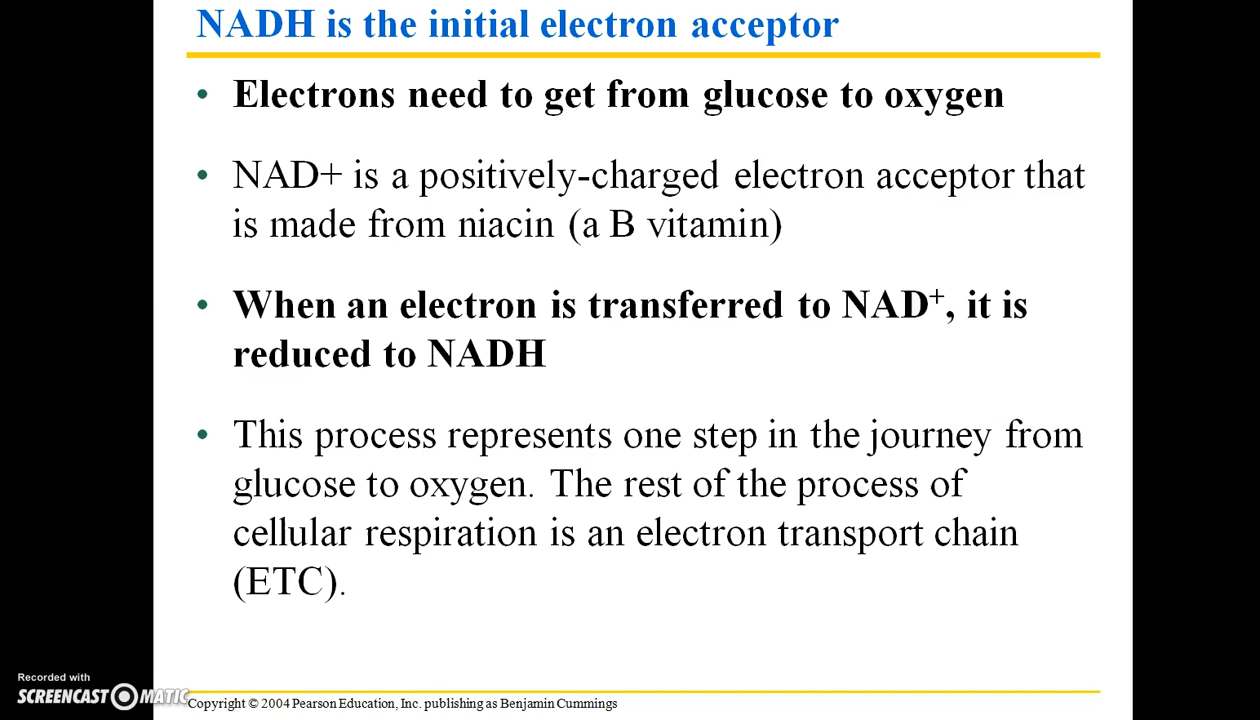 NADH is the initial electron acceptor
• Electrons need to get from glucose to oxygen
• NAD+ is a positively-charged electron acceptor that
is made from niacin (a B vitamin)
• When an electron is transferred to NAD⁺, it is
reduced to NADH
• This process represents one step in the journey from
glucose to oxygen. The rest of the process of
cellular respiration is an electron transport chain
(ETC).
Recorded with
SCREENCAST MATIC
Copyright © 2004 Pearson Education, Inc. publishing as Benjamin Cummings